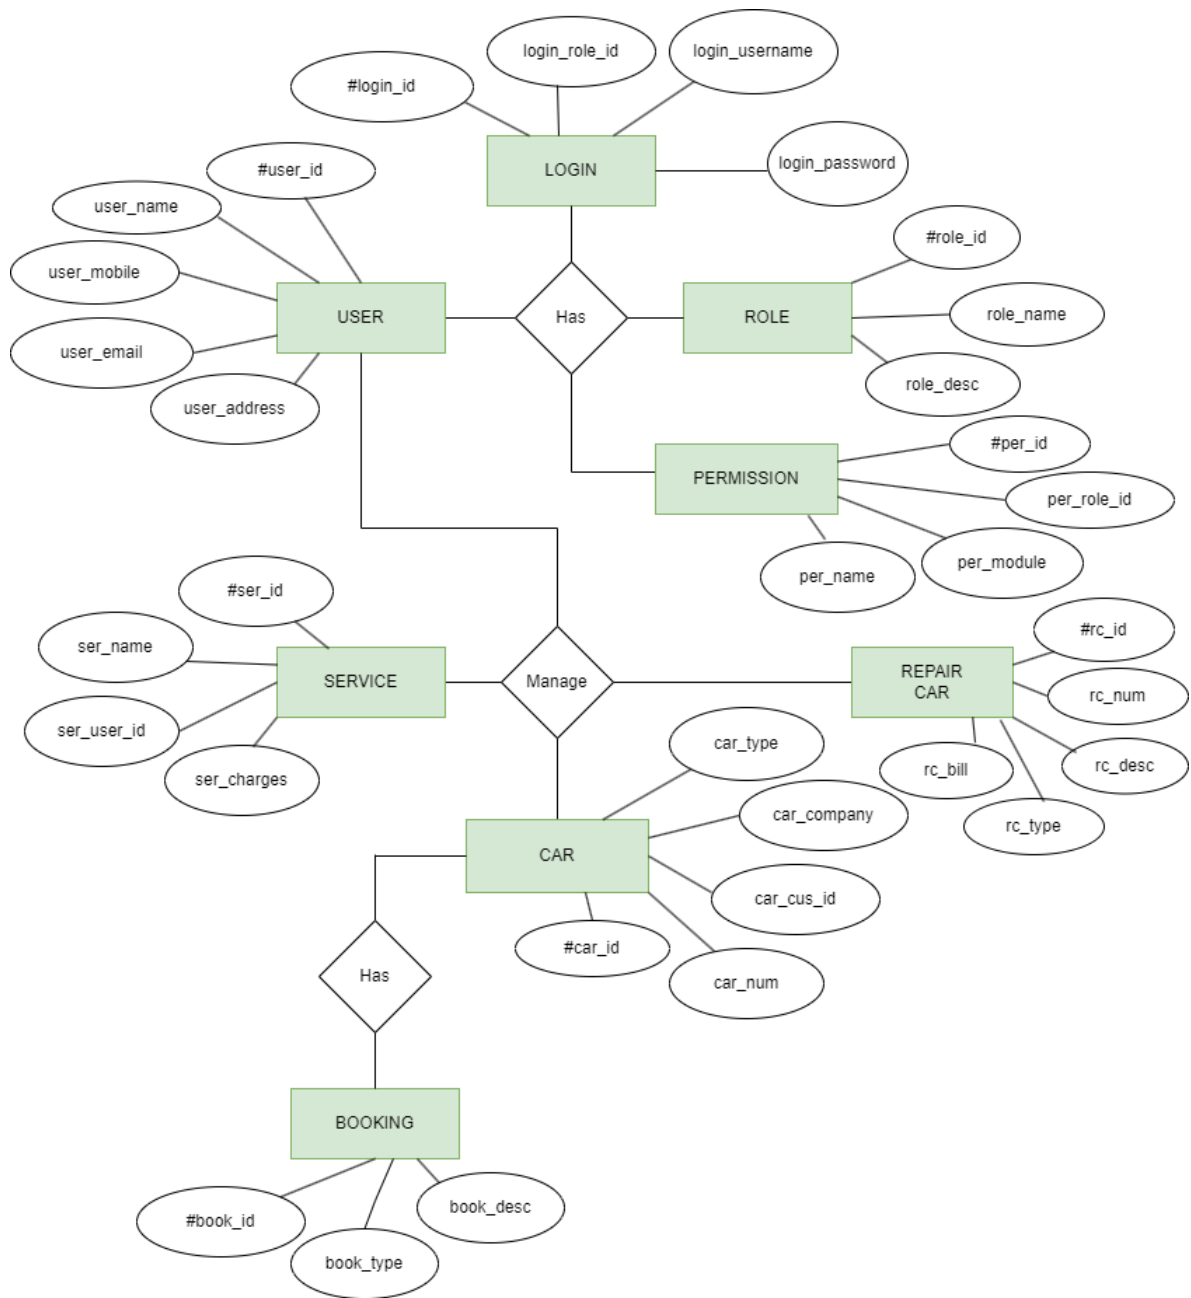 login_role_id
login_username
#login_id
login_password
LOGIN
#user_id
user_name
user_mobile
user_email
user_address
USER
Has
ROLE
#role_id
role_name
role_desc
PERMISSION
#per_id
per_role_id
per_module
per_name
#ser_id
ser_name
ser_user_id
ser_charges
SERVICE
Manage
REPAIR
CAR
#rc_id
rc_num
rc_desc
rc_bill
rc_type
car_type
car_company
CAR
car_cus_id
#car_id
car_num
Has
BOOKING
#book_id
book_type
book_desc